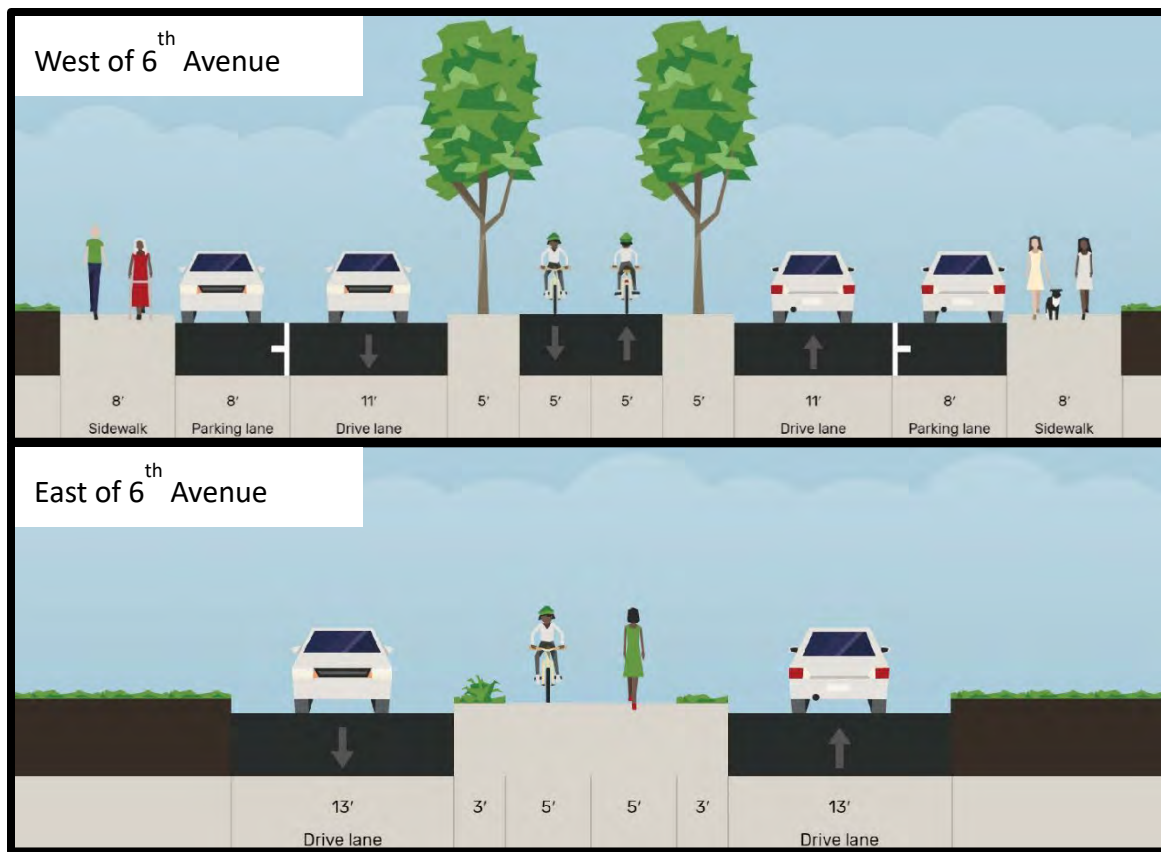 West of 6th Avenue
8' 8' 11' 5' 5' 5' 5' 11' 8' 8'
Sidewalk Parking lane Drive lane Drive lane Parking lane Sidewalk
East of 6th Avenue
13' 3' 5' 5' 3' 13'
Drive lane Drive lane